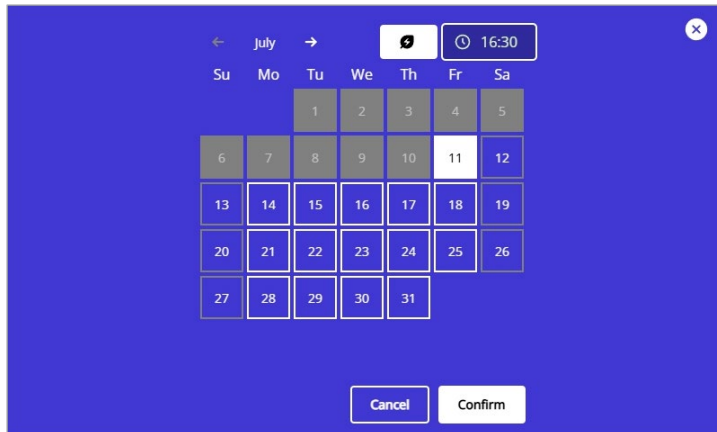 ← July → 16:30
Su Mo Tu We Th Fr Sa
1 2 3 4 5
6 7 8 9 10 11 12
13 14 15 16 17 18 19
20 21 22 23 24 25 26
27 28 29 30 31
Cancel Confirm